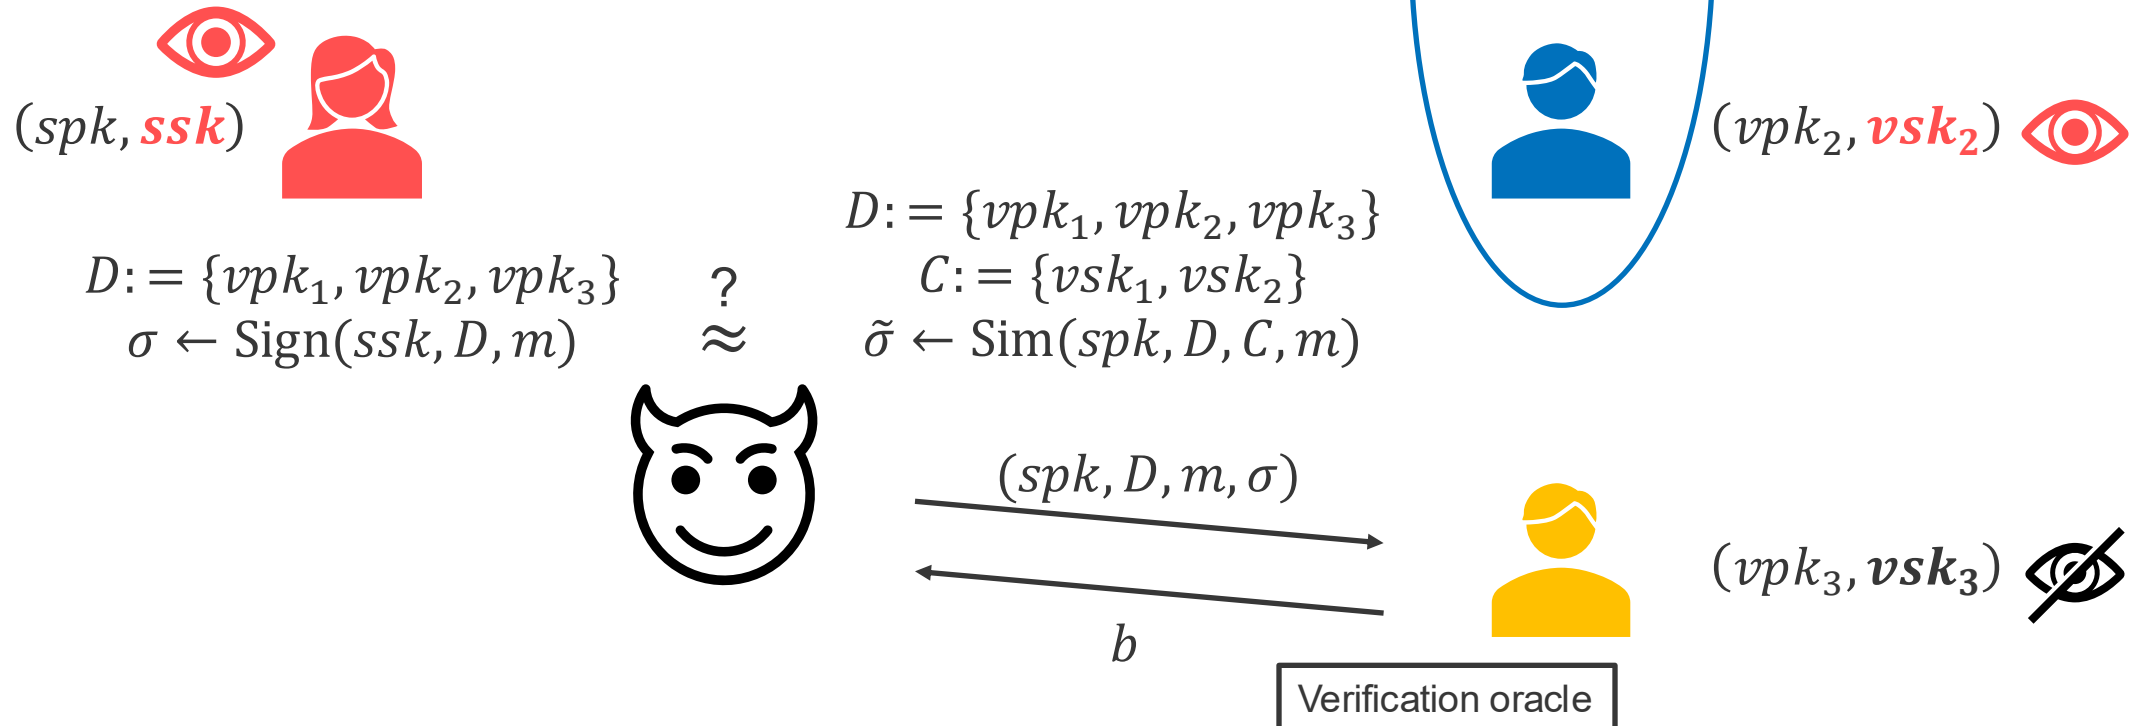 (spk, ssk)
(vpk₂, vsk₂)
D: = {vpk₁, vpk₂, vpk₃}
σ ← Sign(ssk, D, m)
?
≈
D: = {vpk₁, vpk₂, vpk₃}
C: = {vsk₁, vsk₂}
σ̃ ← Sim(spk, D, C, m)
(spk, D, m, σ)
b
(vpk₃, vsk₃)
Verification oracle